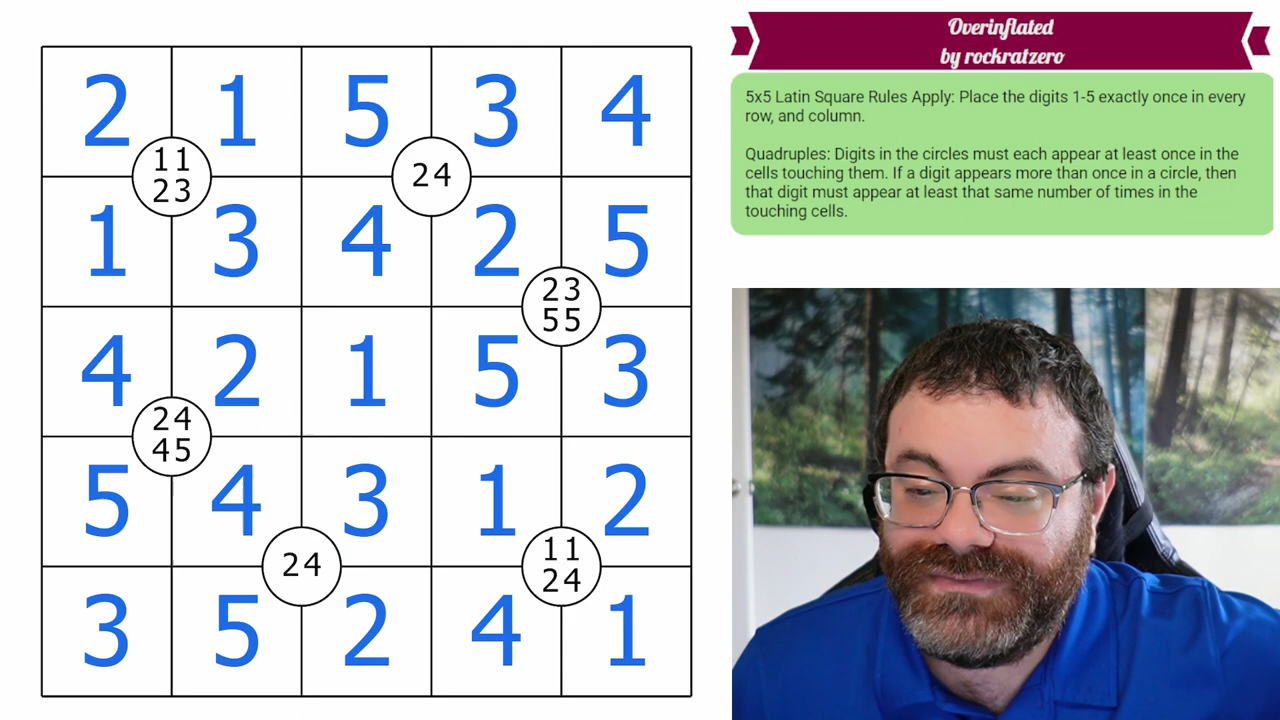 Overinflated
by rockratzero
5x5 Latin Square Rules Apply: Place the digits 1-5 exactly once in every
row, and column.
Quadruples: Digits in the circles must each appear at least once in the
cells touching them. If a digit appears more than once in a circle, then
that digit must appear at least that same number of times in the
touching cells.
2 1 5 3 4
11
23
24
1 3 4 2 5
23
55
4 2 1 5 3
24
45
5 4 3 1 2
24
11
24
3 5 2 4 1